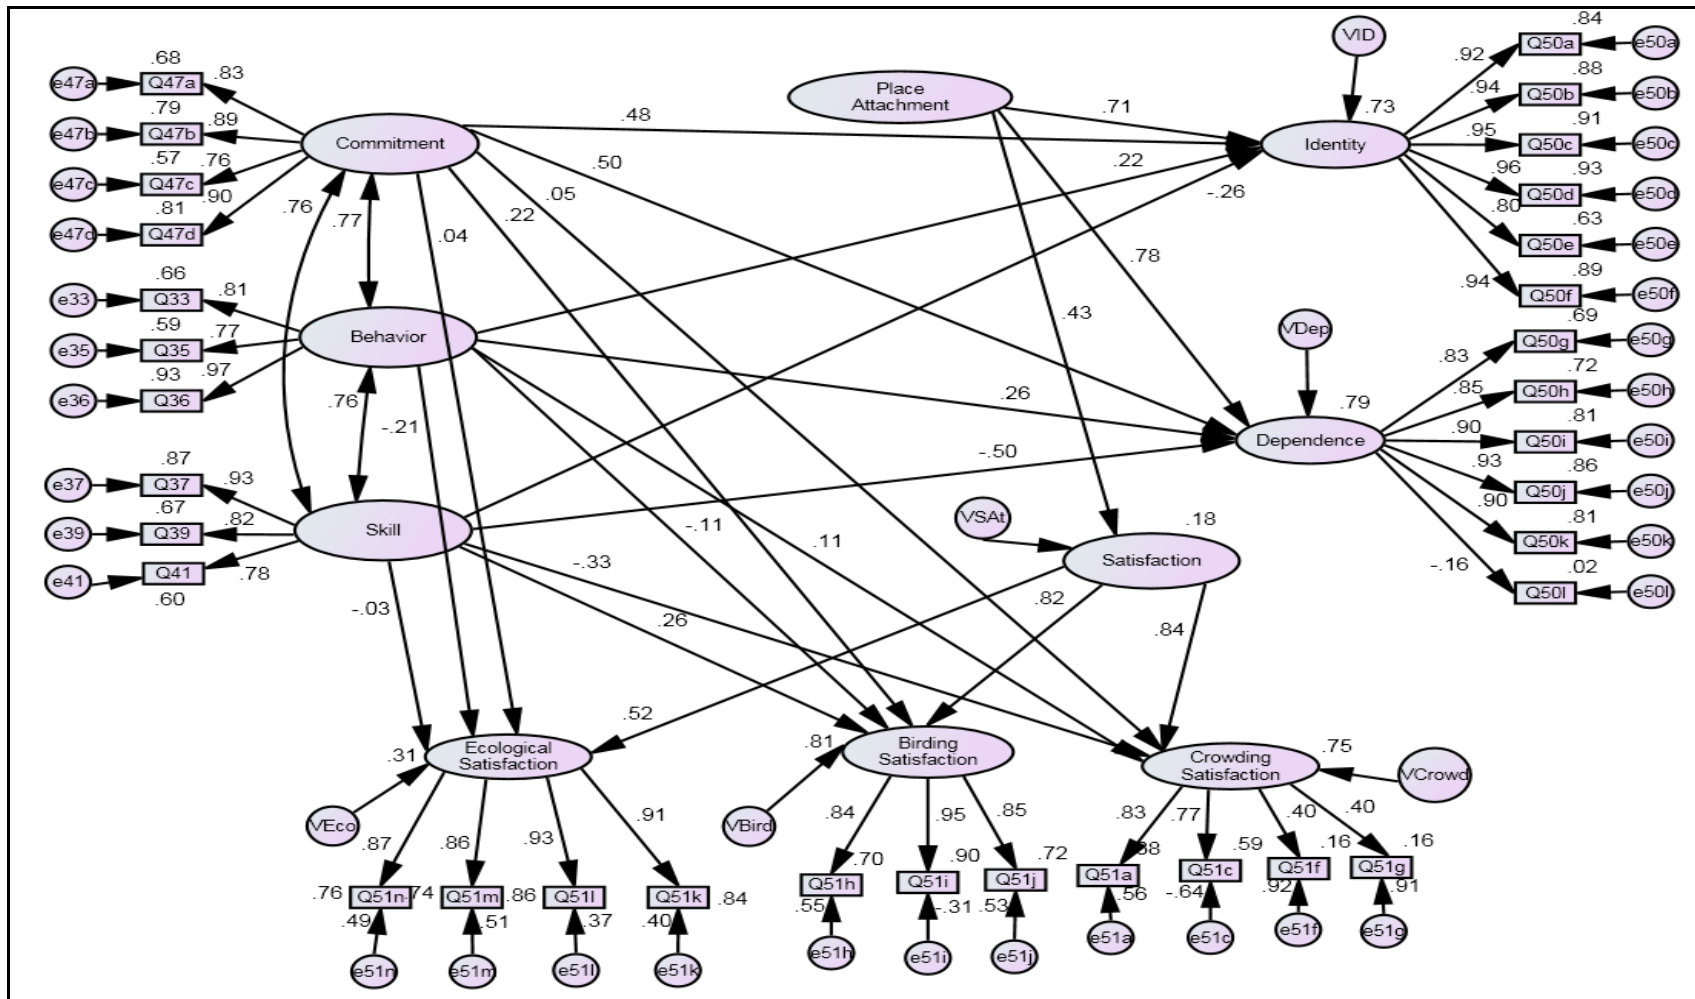 .84
VID
.68
.92
Q50a
e50a
e47a
Q47a
.83
Place
Attachment
.88
.94
Q50b
e50b
.79
.48
.71
.73
e47b
Q47b
.89
Commitment
.91
.95
Identity
Q50c
e50c
.57
.76
.50
.22
e47c
Q47c
.96
.93
.90
.05
-.26
Q50d
e50d
.81
.76
.77
.22
.80
.63
e47d
Q47d
.04
Q50e
e50e
.78
.66
.89
.81
.94
e33
Q33
Q50f
e50f
.43
.69
.59
VDep
.77
Behavior
Q50g
e50g
e35
Q35
.83
.72
.93
.97
.85
Q50h
e50h
e36
Q36
.76
.26
.79
.81
-.21
.90
Dependence
Q50i
e50i
.87
-.50
.93
.86
e37
Q37
.93
Q50j
e50j
.67
.90
.81
.82
VSAt
.18
e39
Q39
Skill
-.11
.11
Q50k
e50k
-.33
Satisfaction
-.16
.02
e41
Q41
.78
Q50l
e50l
.60
-.03
.82
.26
.84
.52
.31
Ecological
Satisfaction
.81
Birding
Satisfaction
.75
Crowding
Satisfaction
VCrowd
VEco
.87
.86
.93
.91
VBird
.84
.95
.85
.83
.77
.40
.40
.70
.90
.72
.59
.16
.16
.76
Q51n
Q51m
.86
Q51l
Q51k
.84
Q51h
Q51i
Q51j
Q51a
Q51c
Q51f
Q51g
.49
.51
.37
.40
.55
-.31
.53
.56
-.64
.92
.91
e51n
e51m
e51l
e51k
e51h
e51i
e51j
e51a
e51c
e51f
e51g